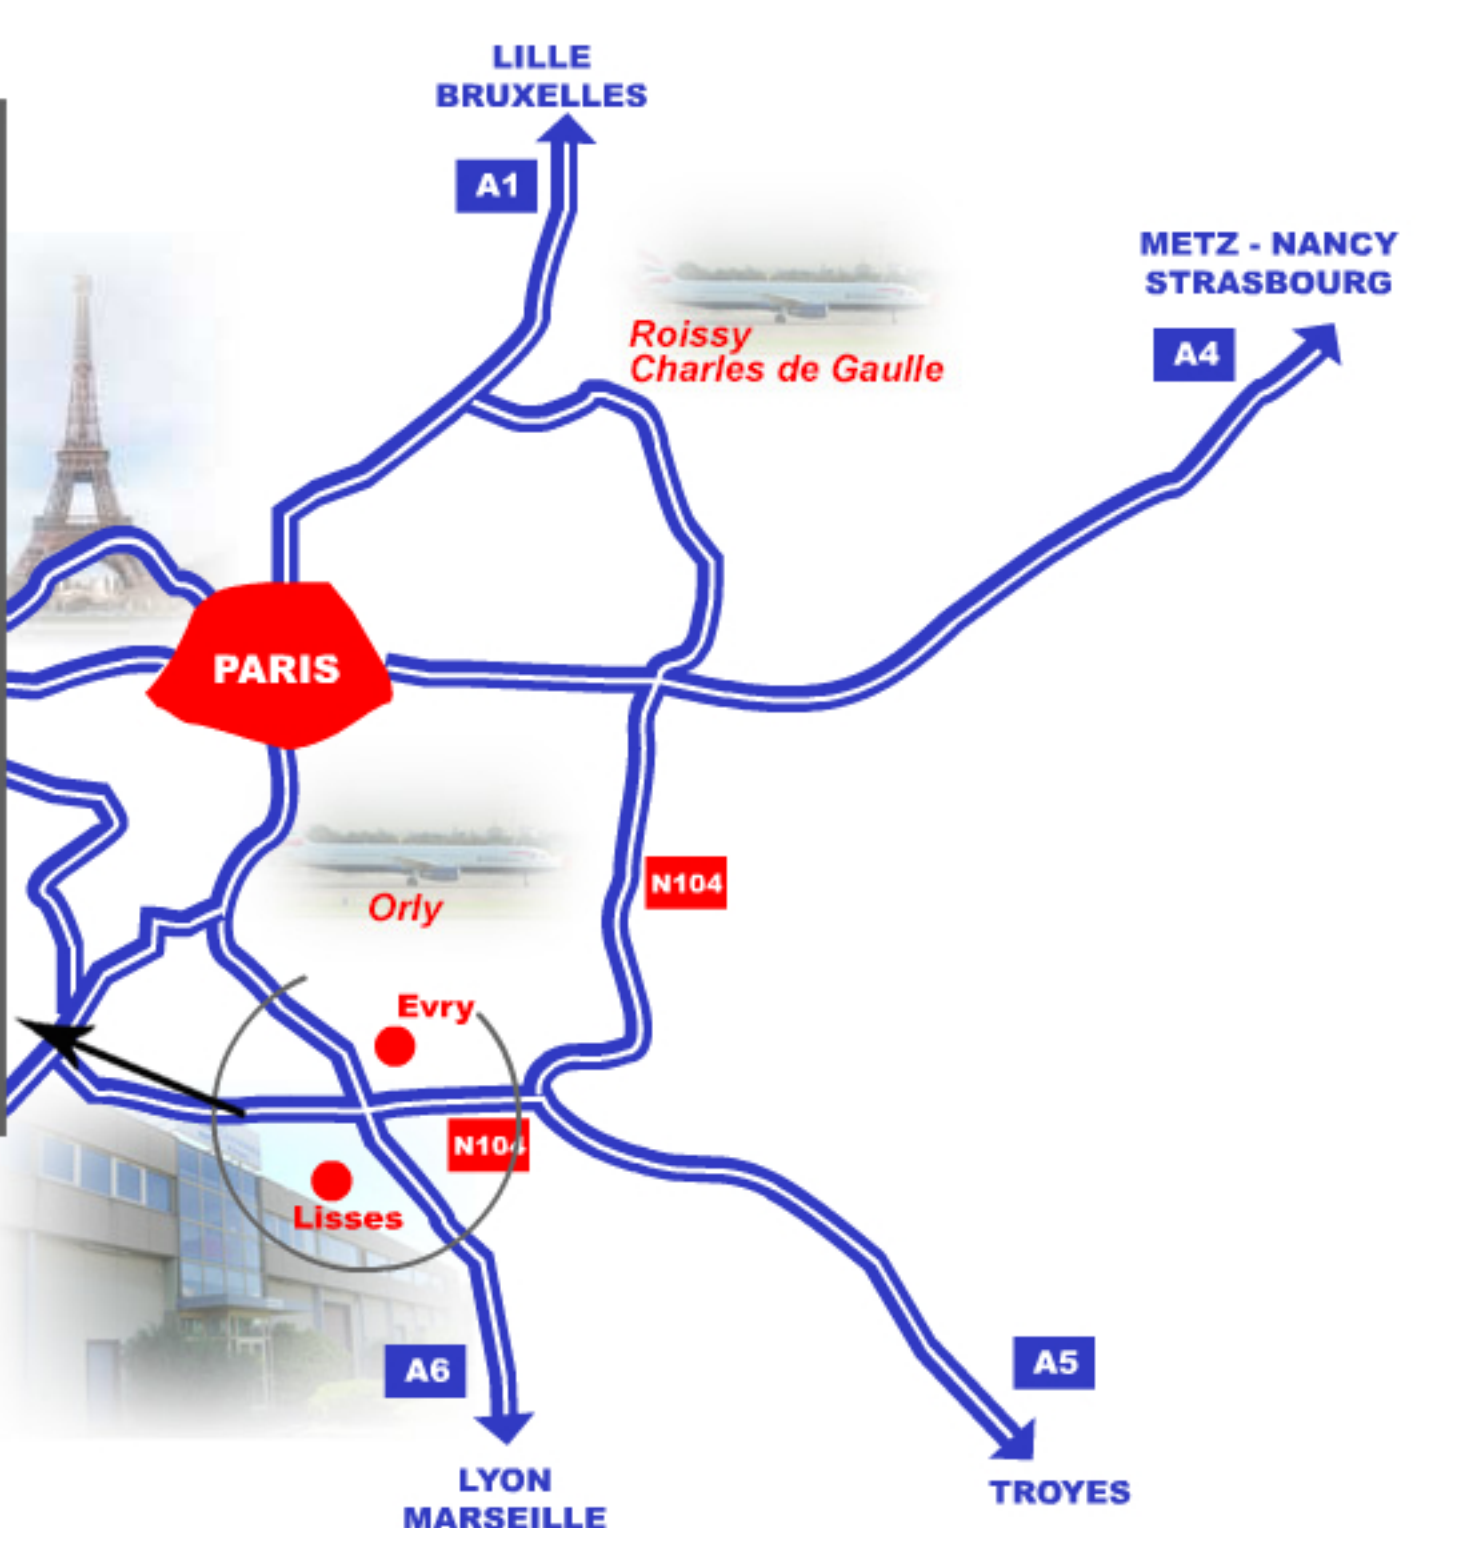 LILLE
BRUXELLES
A1
METZ - NANCY
STRASBOURG
A4
Roissy
Charles de Gaulle
PARIS
N104
Orly
Evry
N104
Lisses
A6
A5
LYON
MARSEILLE
TROYES